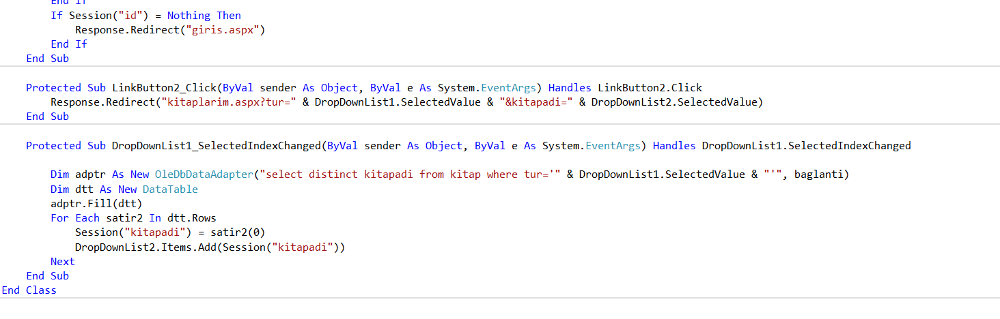 End If
If Session("id") = Nothing Then
Response.Redirect("giris.aspx")
End If
End Sub
Protected Sub LinkButton2_Click(ByVal sender As Object, ByVal e As System.EventArgs) Handles LinkButton2.Click
Response.Redirect("kitaplarim.aspx?tur=" & DropDownList1.SelectedValue & "&kitapadi=" & DropDownList2.SelectedValue)
End Sub
Protected Sub DropDownList1_SelectedIndexChanged(ByVal sender As Object, ByVal e As System.EventArgs) Handles DropDownList1.SelectedIndexChanged
Dim adptr As New OleDbDataAdapter("select distinct kitapadi from kitap where tur='" & DropDownList1.SelectedValue & "'", baglanti)
Dim dtt As New DataTable
adptr.Fill(dtt)
For Each satir2 In dtt.Rows
Session("kitapadi") = satir2(0)
DropDownList2.Items.Add(Session("kitapadi"))
Next
End Sub
End Class